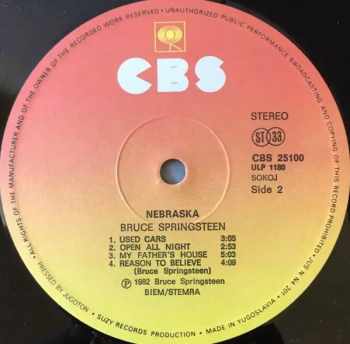 ALL RIGHTS OF THE MANUFACTURER AND OF THE OWNER OF THE RECORDED WORK RESERVED • UNAUTHORIZED PUBLIC PERFORMANCE BROADCASTING AND COPYING OF THIS RECORD PROHIBITED
CBS
STEREO
ST 33
CBS 25100
ULP 1180
SOKOJ
Side 2
NEBRASKA
BRUCE SPRINGSTEEN
1. USED CARS 3:05
2. OPEN ALL NIGHT 2:53
3. MY FATHER'S HOUSE 5:03
4. REASON TO BELIEVE 4:09
(Bruce Springsteen)
Ⓟ 1982 Bruce Springsteen
BIEM/STEMRA
PRESSED BY JUGOTON • SUZY RECORDS PRODUCTION - MADE IN YUGOSLAVIA